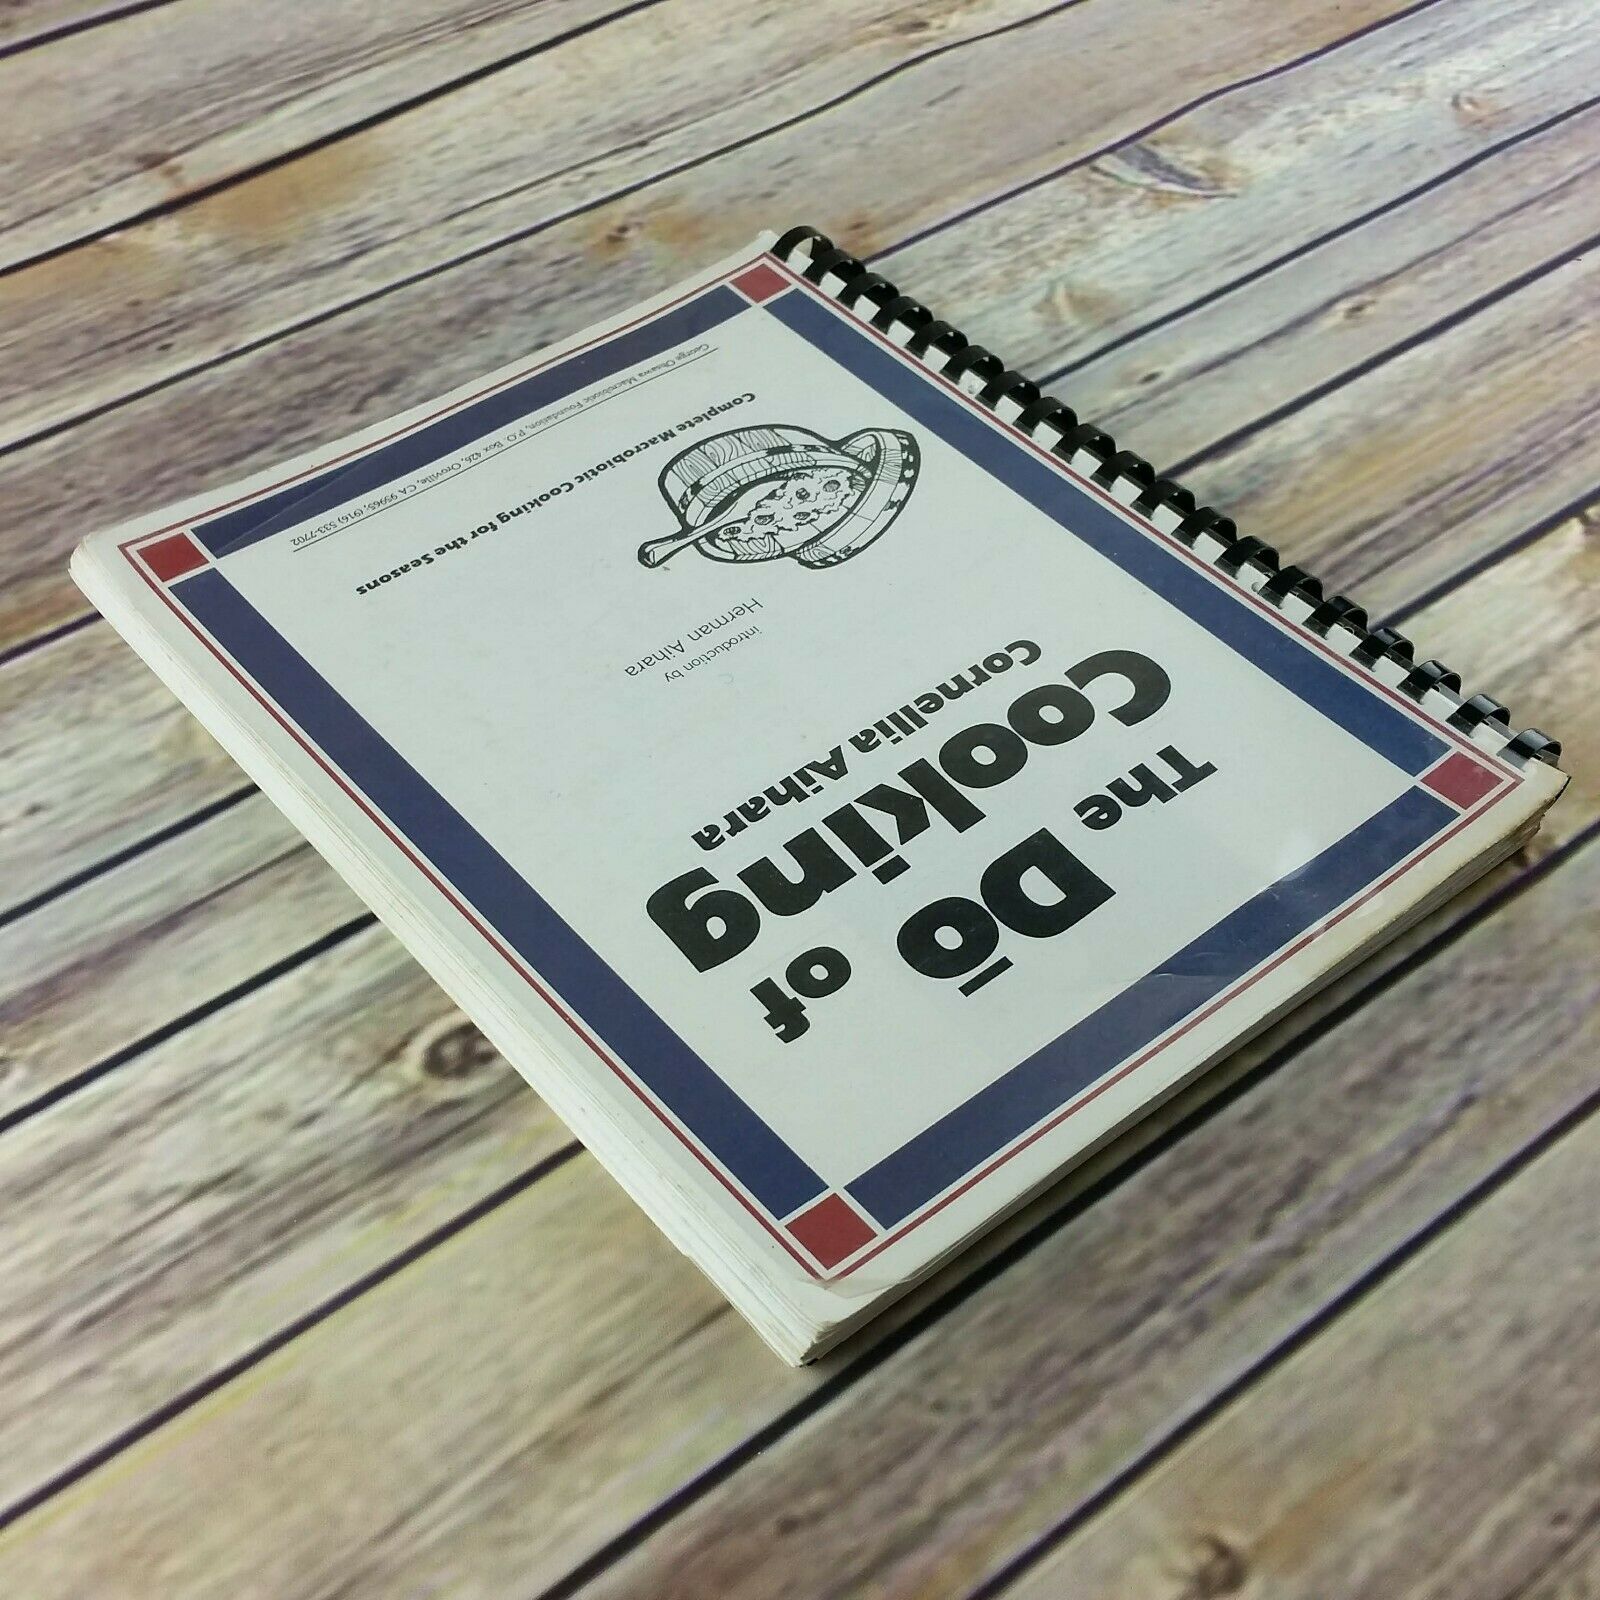 The Dō of
Cooking
Cornellia Aihara
introduction by
Herman Aihara
Complete Macrobiotic Cooking for the Seasons
George Ohsawa Macrobiotic Foundation, P.O. Box 426, Oroville, CA 95965; (916) 533-7702